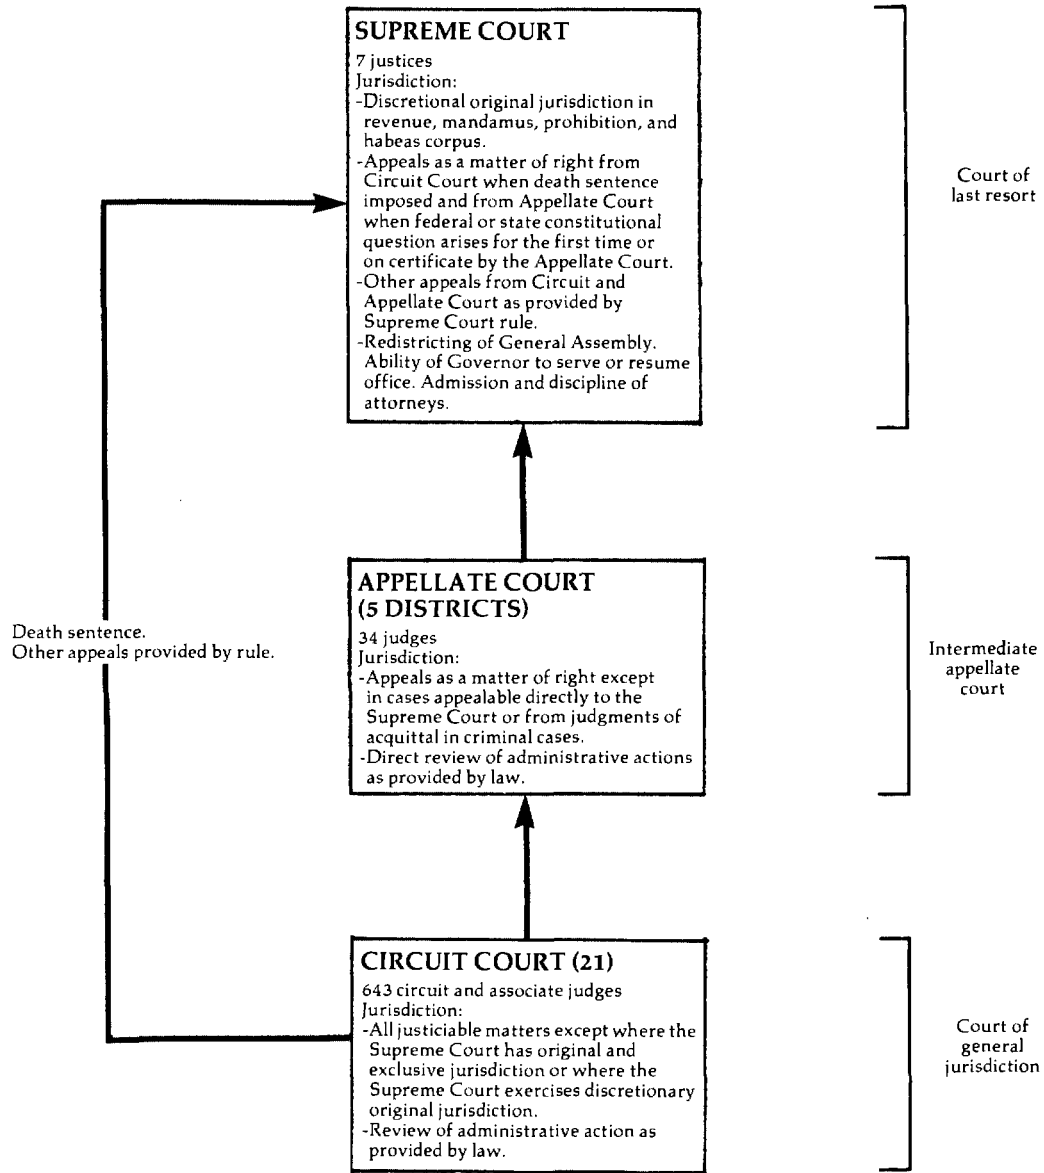 SUPREME COURT
7 justices
Jurisdiction:
-Discretional original jurisdiction in
revenue, mandamus, prohibition, and
habeas corpus.
-Appeals as a matter of right from
Circuit Court when death sentence
imposed and from Appellate Court
when federal or state constitutional
question arises for the first time or
on certificate by the Appellate Court.
-Other appeals from Circuit and
Appellate Court as provided by
Supreme Court rule.
-Redistricting of General Assembly.
Ability of Governor to serve or resume
office. Admission and discipline of
attorneys.
Court of
last resort
Death sentence.
Other appeals provided by rule.
APPELLATE COURT
(5 DISTRICTS)
34 judges
Jurisdiction:
-Appeals as a matter of right except
in cases appealable directly to the
Supreme Court or from judgments of
acquittal in criminal cases.
-Direct review of administrative actions
as provided by law.
Intermediate
appellate
court
CIRCUIT COURT (21)
643 circuit and associate judges
Jurisdiction:
-All justiciable matters except where the
Supreme Court has original and
exclusive jurisdiction or where the
Supreme Court exercises discretionary
original jurisdiction.
-Review of administrative action as
provided by law.
Court of
general
jurisdiction